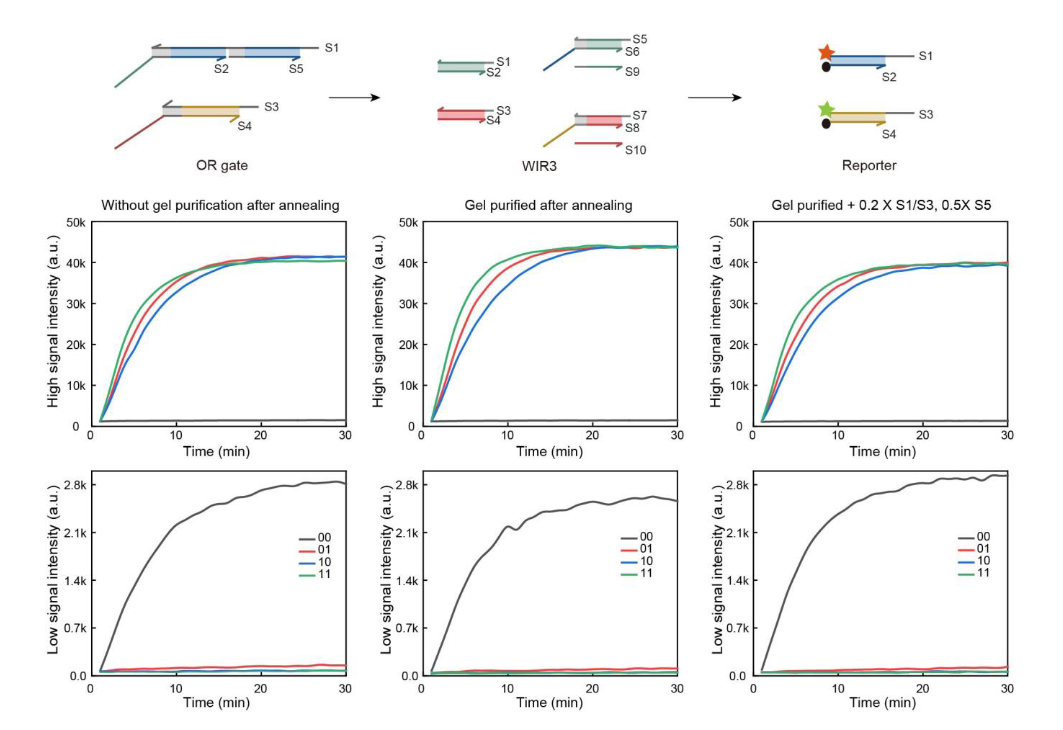 S1
S2 S5
S3
S4
OR gate
S1
S2
S3
S4
S5
S6
S9
S7
S8
S10
WIR3
S1
S2
S3
S4
Reporter
Without gel purification after annealing
High signal intensity (a.u.)
50k
40k
30k
20k
10k
0
0 10 20 30
Time (min)
Gel purified after annealing
High signal intensity (a.u.)
50k
40k
30k
20k
10k
0
0 10 20 30
Time (min)
Gel purified + 0.2 X S1/S3, 0.5X S5
High signal intensity (a.u.)
50k
40k
30k
20k
10k
0
0 10 20 30
Time (min)
Low signal intensity (a.u.)
2.8k
2.1k
1.4k
0.7k
0.0
00
01
10
11
0 10 20 30
Time (min)
Low signal intensity (a.u.)
2.8k
2.1k
1.4k
0.7k
0.0
00
01
10
11
0 10 20 30
Time (min)
Low signal intensity (a.u.)
2.8k
2.1k
1.4k
0.7k
0.0
00
01
10
11
0 10 20 30
Time (min)